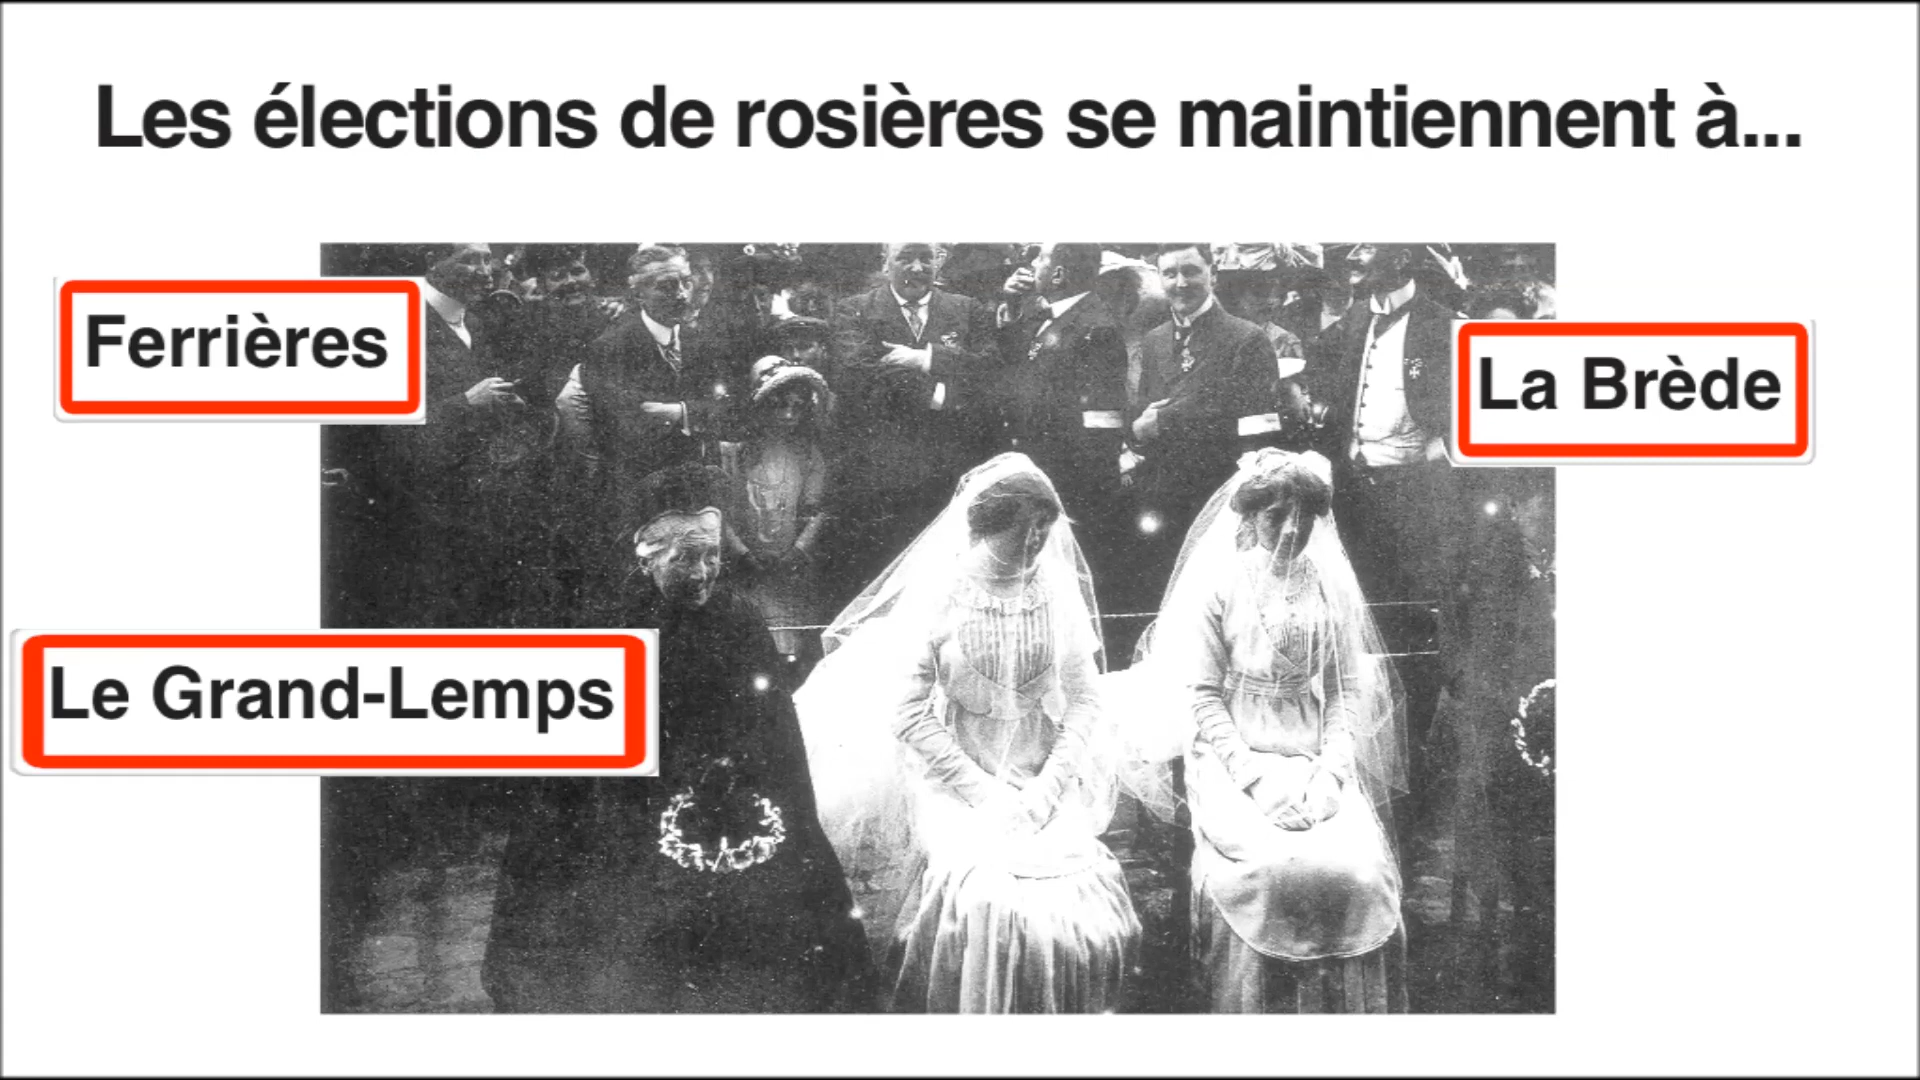 Les élections de rosières se maintiennent à...
Ferrières
La Brède
Le Grand-Lemps